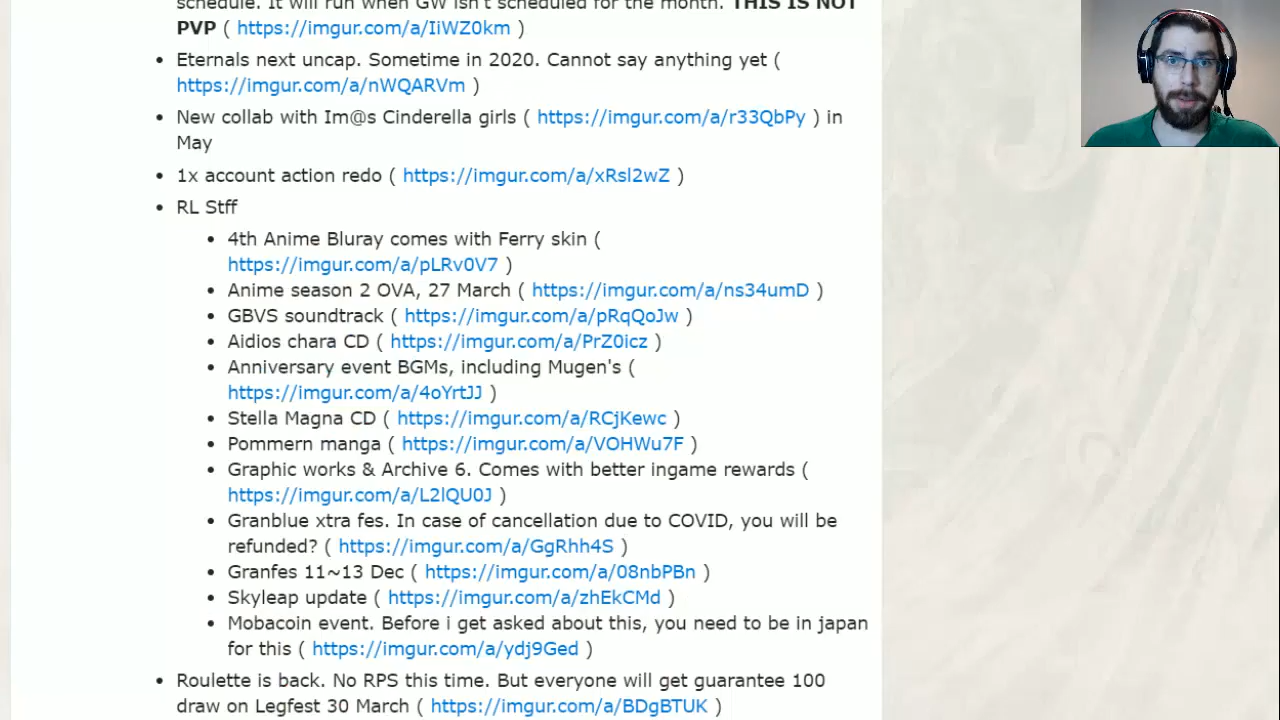 schedule. It will run when GW isn't scheduled for the month. THIS IS NOT
PVP ( https://imgur.com/a/IiWZ0km )
Eternals next uncap. Sometime in 2020. Cannot say anything yet (
https://imgur.com/a/nWQARVm )
New collab with Im@s Cinderella girls ( https://imgur.com/a/r33QbPy ) in
May
1x account action redo ( https://imgur.com/a/xRsl2wZ )
RL Stff
4th Anime Bluray comes with Ferry skin (
https://imgur.com/a/pLRv0V7 )
Anime season 2 OVA, 27 March ( https://imgur.com/a/ns34umD )
GBVS soundtrack ( https://imgur.com/a/pRqQoJw )
Aidios chara CD ( https://imgur.com/a/PrZ0icz )
Anniversary event BGMs, including Mugen's (
https://imgur.com/a/4oYrtJJ )
Stella Magna CD ( https://imgur.com/a/RCjKewc )
Pommern manga ( https://imgur.com/a/VOHWu7F )
Graphic works & Archive 6. Comes with better ingame rewards (
https://imgur.com/a/L2lQU0J )
Granblue xtra fes. In case of cancellation due to COVID, you will be
refunded? ( https://imgur.com/a/GgRhh4S )
Granfes 11~13 Dec ( https://imgur.com/a/08nbPBn )
Skyleap update ( https://imgur.com/a/zhEkCMd )
Mobacoin event. Before i get asked about this, you need to be in japan
for this ( https://imgur.com/a/ydj9Ged )
Roulette is back. No RPS this time. But everyone will get guarantee 100
draw on Legfest 30 March ( https://imgur.com/a/BDgBTUK )